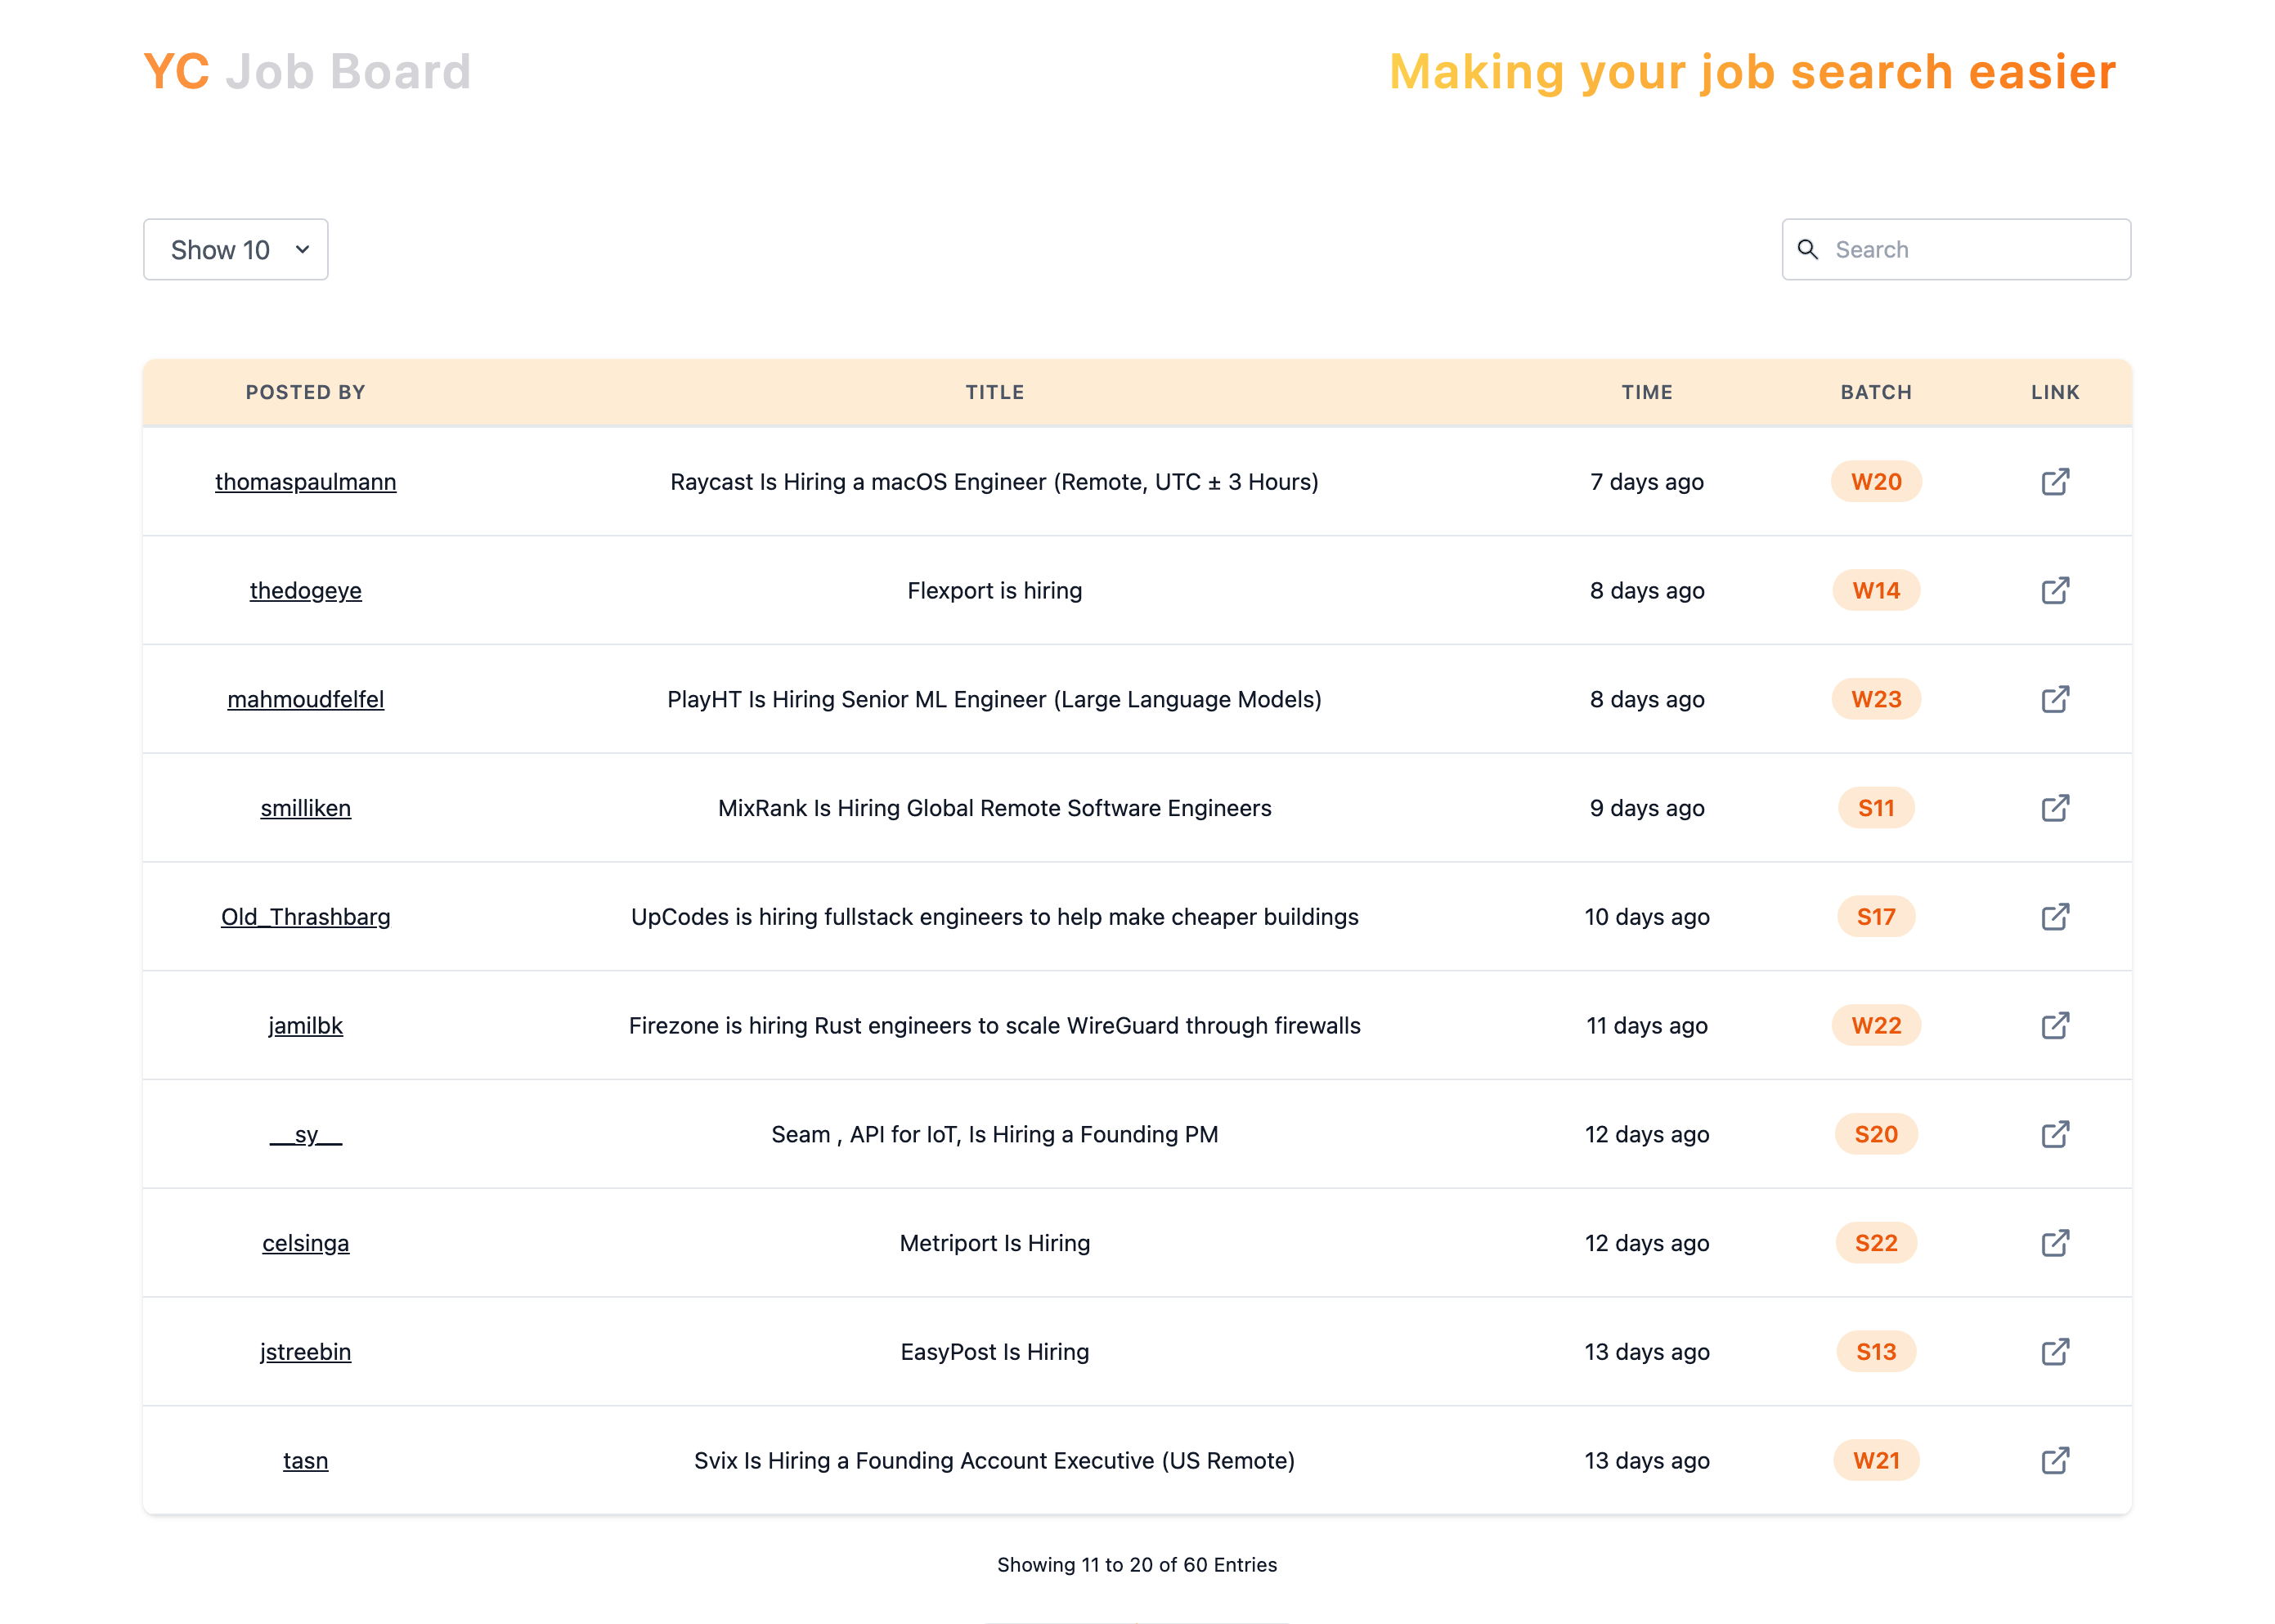 YC Job Board Making your job search easier
Show 10 Search
POSTED BY TITLE TIME BATCH LINK
thomaspaulmann Raycast Is Hiring a macOS Engineer (Remote, UTC ± 3 Hours) 7 days ago W20
thedogeye Flexport is hiring 8 days ago W14
mahmoudfelfel PlayHT Is Hiring Senior ML Engineer (Large Language Models) 8 days ago W23
smilliken MixRank Is Hiring Global Remote Software Engineers 9 days ago S11
Old_Thrashbarg UpCodes is hiring fullstack engineers to help make cheaper buildings 10 days ago S17
jamilbk Firezone is hiring Rust engineers to scale WireGuard through firewalls 11 days ago W22
__sy__ Seam , API for IoT, Is Hiring a Founding PM 12 days ago S20
celsinga Metriport Is Hiring 12 days ago S22
jstreebin EasyPost Is Hiring 13 days ago S13
tasn Svix Is Hiring a Founding Account Executive (US Remote) 13 days ago W21
Showing 11 to 20 of 60 Entries